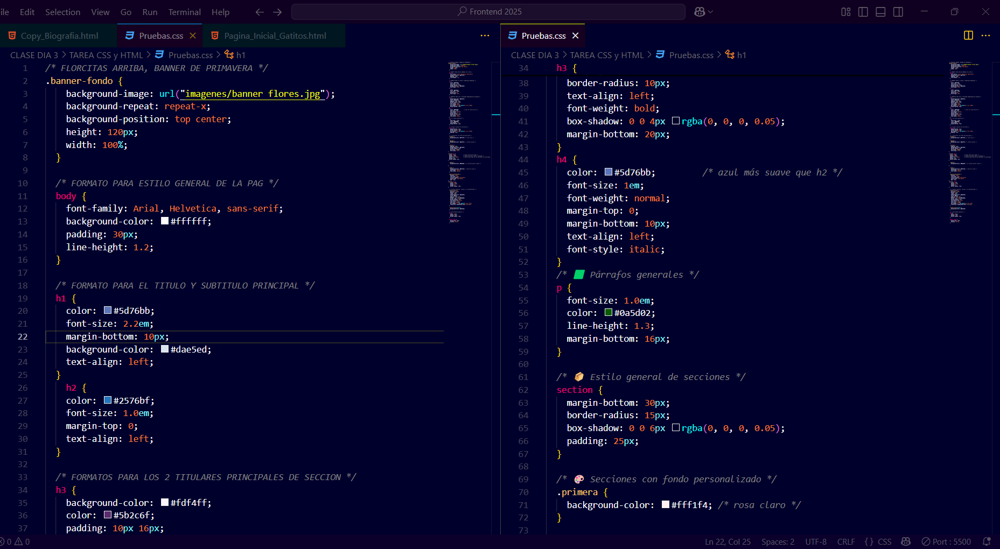 ile Edit Selection View Go Run Terminal Help Frontend 2025
Copy_Biografia.html Pruebas.css Pagina_Inicial_Gatitos.html
CLASE DIA 3 > TAREA CSS y HTML > Pruebas.css > h1
1 /* FLORCITAS ARRIBA, BANNER DE PRIMAVERA */
2 .banner-fondo {
3 background-image: url("imagenes/banner flores.jpg");
4 background-repeat: repeat-x;
5 background-position: top center;
6 height: 120px;
7 width: 100%;
8 }
9
10 /* FORMATO PARA ESTILO GENERAL DE LA PAG */
11 body {
12 font-family: Arial, Helvetica, sans-serif;
13 background-color: #ffffff;
14 padding: 30px;
15 line-height: 1.2;
16 }
17
18 /* FORMATO PARA EL TITULO Y SUBTITULO PRINCIPAL */
19 h1 {
20 color: #5d76bb;
21 font-size: 2.2em;
22 margin-bottom: 10px;
23 background-color: #dae5ed;
24 text-align: left;
25 }
26 h2 {
27 color: #2576bf;
28 font-size: 1.0em;
29 margin-top: 0;
30 text-align: left;
31 }
32
33 /* FORMATOS PARA LOS 2 TITULARES PRINCIPALES DE SECCION */
34 h3 {
35 background-color: #fdf4ff;
36 color: #5b2c6f;
37 padding: 10px 16px;
Pruebas.css
CLASE DIA 3 > TAREA CSS y HTML > Pruebas.css > h1
34 h3 {
38 border-radius: 10px;
39 text-align: left;
40 font-weight: bold;
41 box-shadow: 0 0 4px rgba(0, 0, 0, 0.05);
42 margin-bottom: 20px;
43 }
44 h4 {
45 color: #5d76bb; /* azul más suave que h2 */
46 font-size: 1em;
47 font-weight: normal;
48 margin-top: 0;
49 margin-bottom: 10px;
50 text-align: left;
51 font-style: italic;
52 }
53 /* 🟩 Párrafos generales */
54 p {
55 font-size: 1.0em;
56 color: #0a5d02;
57 line-height: 1.3;
58 margin-bottom: 16px;
59 }
60
61 /* 📦 Estilo general de secciones */
62 section {
63 margin-bottom: 30px;
64 border-radius: 15px;
65 box-shadow: 0 0 6px rgba(0, 0, 0, 0.05);
66 padding: 25px;
67 }
68
69 /* 🎨 Secciones con fondo personalizado */
70 .primera {
71 background-color: #fff1f4; /* rosa claro */
72 }
73
0 0 Ln 22, Col 25 Spaces: 2 UTF-8 CRLF {} CSS Port : 5500